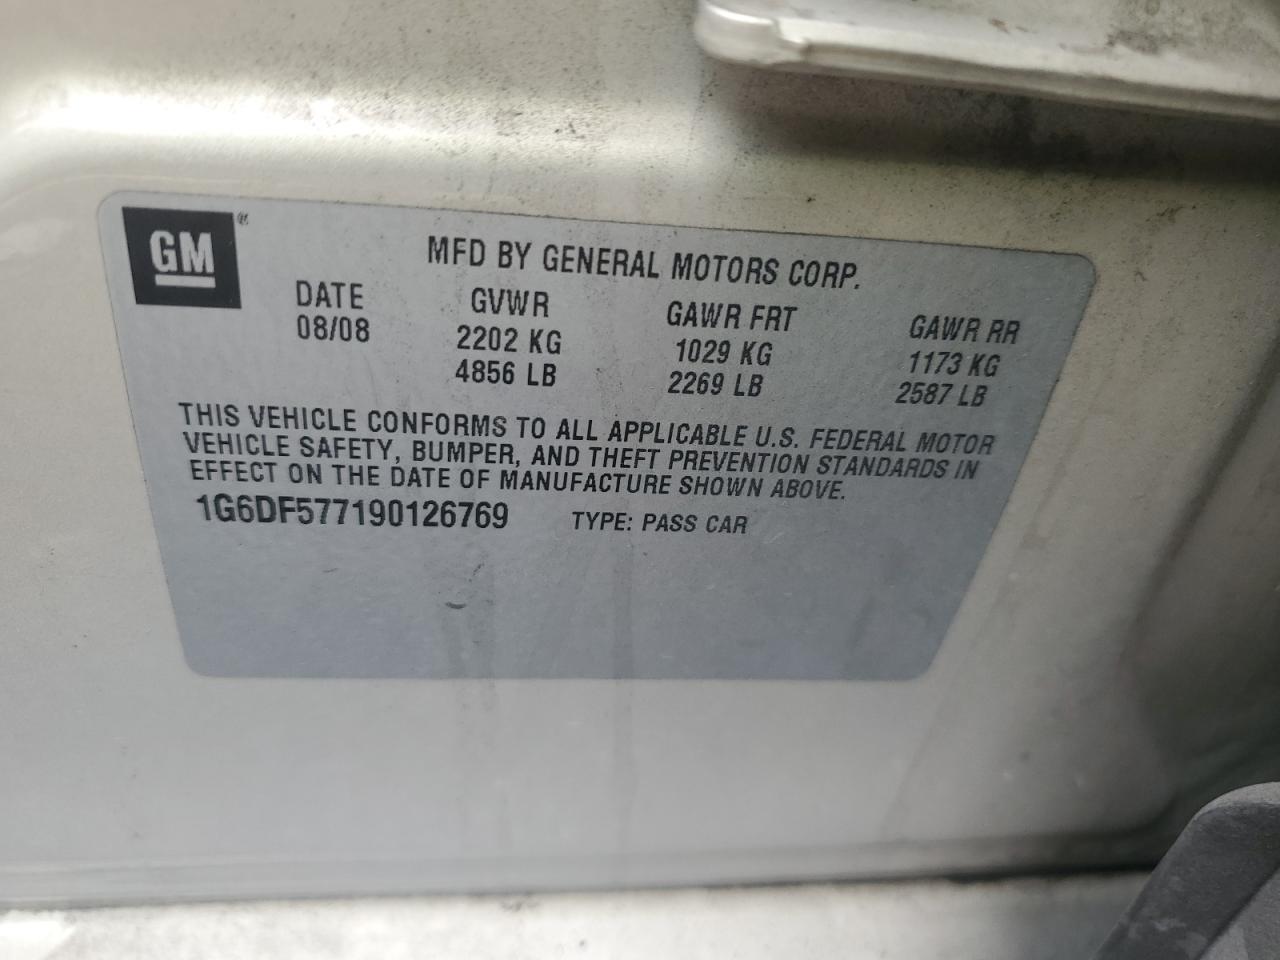 GM®
MFD BY GENERAL MOTORS CORP.
DATE GVWR GAWR FRT GAWR RR
08/08 2202 KG 1029 KG 1173 KG
4856 LB 2269 LB 2587 LB
THIS VEHICLE CONFORMS TO ALL APPLICABLE U.S. FEDERAL MOTOR
VEHICLE SAFETY, BUMPER, AND THEFT PREVENTION STANDARDS IN
EFFECT ON THE DATE OF MANUFACTURE SHOWN ABOVE.
1G6DF577190126769 TYPE: PASS CAR